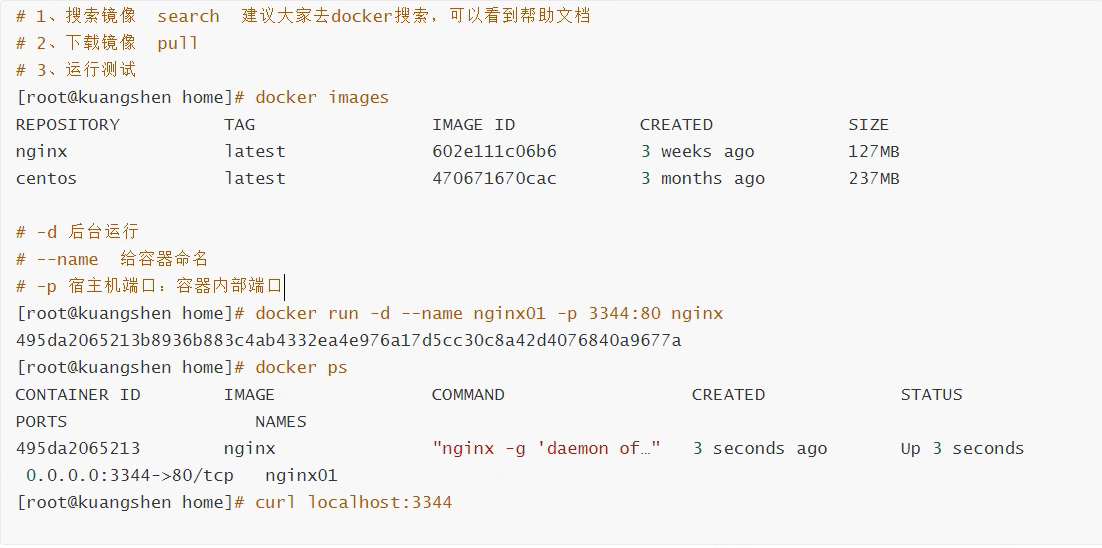 # 1、搜索镜像  search  建议大家去docker搜索，可以看到帮助文档
# 2、下载镜像  pull
# 3、运行测试
[root@kuangshen home]# docker images
REPOSITORY          TAG                 IMAGE ID            CREATED             SIZE
nginx               latest              602e111c06b6        3 weeks ago         127MB
centos              latest              470671670cac        3 months ago        237MB
# -d 后台运行
# --name  给容器命名
# -p 宿主机端口：容器内部端口
[root@kuangshen home]# docker run -d --name nginx01 -p 3344:80 nginx
495da2065213b8936b883c4ab4332ea4e976a17d5cc30c8a42d4076840a9677a
[root@kuangshen home]# docker ps
CONTAINER ID        IMAGE               COMMAND                  CREATED             STATUS
PORTS                  NAMES
495da2065213        nginx               "nginx -g 'daemon of…"   3 seconds ago       Up 3 seconds
 0.0.0.0:3344->80/tcp   nginx01
[root@kuangshen home]# curl localhost:3344